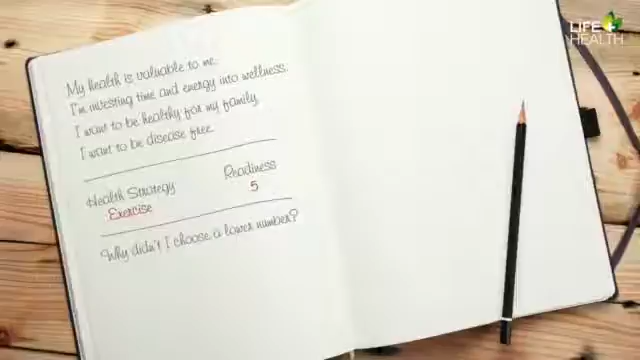 LIFE+
HEALTH
My health is valuable to me.
I'm investing time and energy into wellness.
I want to be healthy for my family.
I want to be disease free.
Health Strategy Readiness
Exercise 5
Why didn't I choose a lower number?